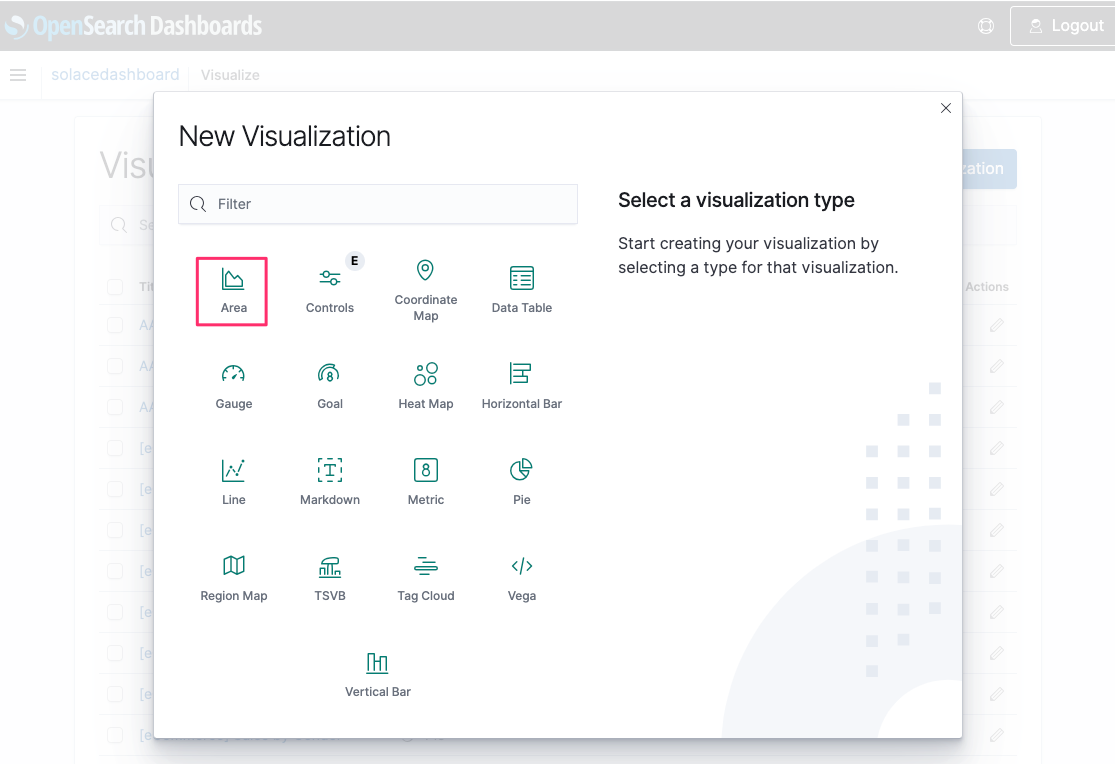 OpenSearch Dashboards
Logout
solacedashboard Visualize
New Visualization
Filter
Select a visualization type
Start creating your visualization by
selecting a type for that visualization.
E
Area
Controls
Coordinate
Map
Data Table
Actions
Gauge
Goal
Heat Map
Horizontal Bar
8
Line
Markdown
Metric
Pie
T
8
Region Map
TSVB
Tag Cloud
Vega
Vertical Bar